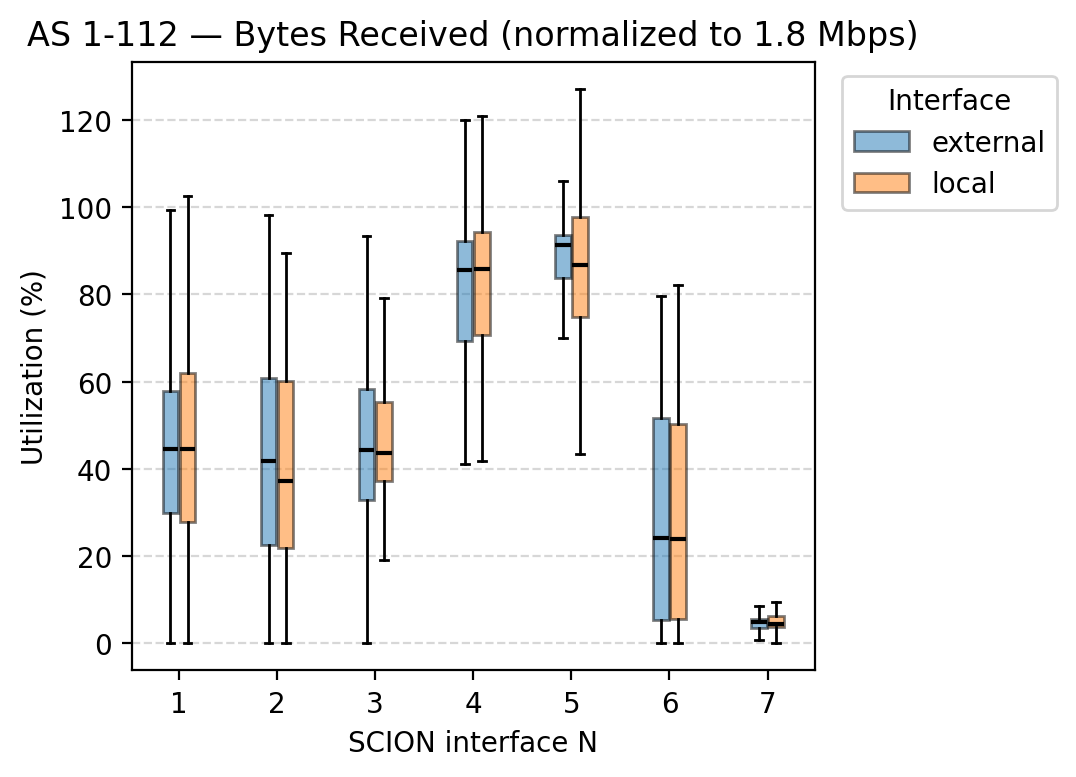 AS 1-112 — Bytes Received (normalized to 1.8 Mbps)
Interface
external
local
Utilization (%)
120
100
80
60
40
20
0
1 2 3 4 5 6 7
SCION interface N